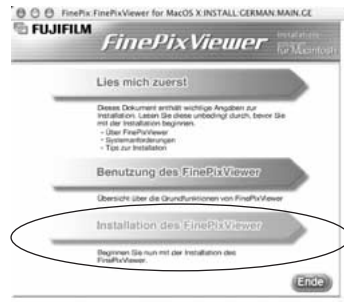 FinePix: FinePixViewer for MacOS X:INSTALL:GERMAN:MAIN.GE
FUJIFILM
FinePixViewer
for Macintosh
Lies mich zuerst
Dieses Dokument enthält wichtige Angaben zur
Installation. Lesen Sie diese unbedingt durch, bevor Sie
mit der Installation beginnen.
- Über FinePixViewer
- Systemanforderungen
- Tips zur Installation
Benutzung des FinePixViewer
Übersicht über die Grundfunktionen von FinePixViewer
Installation des FinePixViewer
Beginnen Sie nun mit der Installation des
FinePixViewer.
Ende